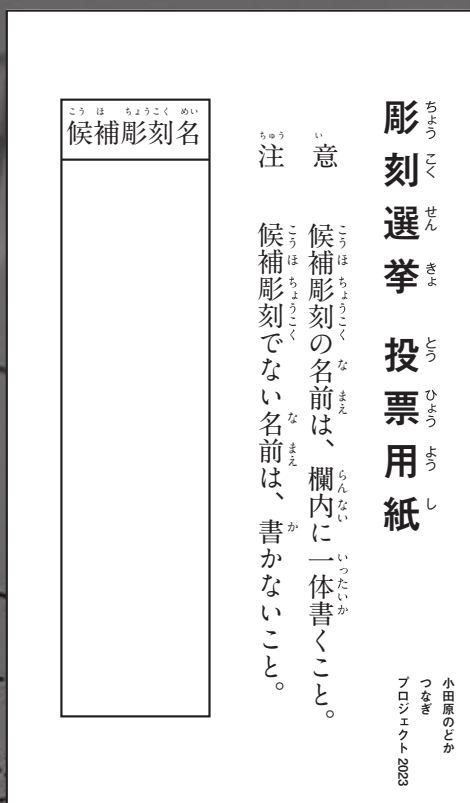 彫刻選挙 投票用紙
注意
候補彫刻の名前は、欄内に一体書くこと。
候補彫刻でない名前は、書かないこと。
候補彫刻名
小田原のどか
つなぎ
プロジェクト 2023